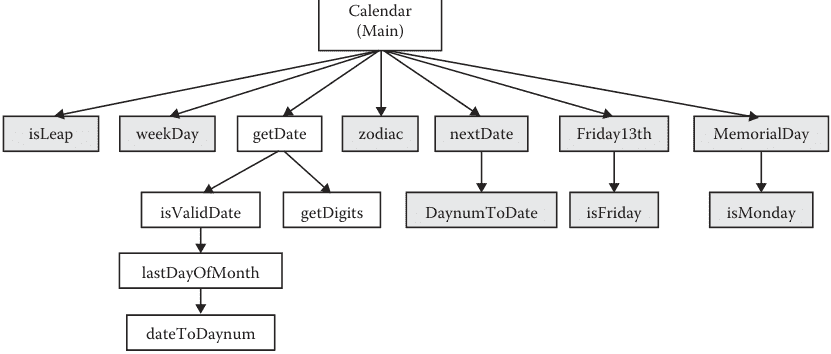 Calendar
(Main)
isLeap
weekDay
getDate
zodiac
nextDate
Friday13th
MemorialDay
isValidDate
getDigits
DaynumToDate
isFriday
isMonday
lastDayOfMonth
dateToDaynum